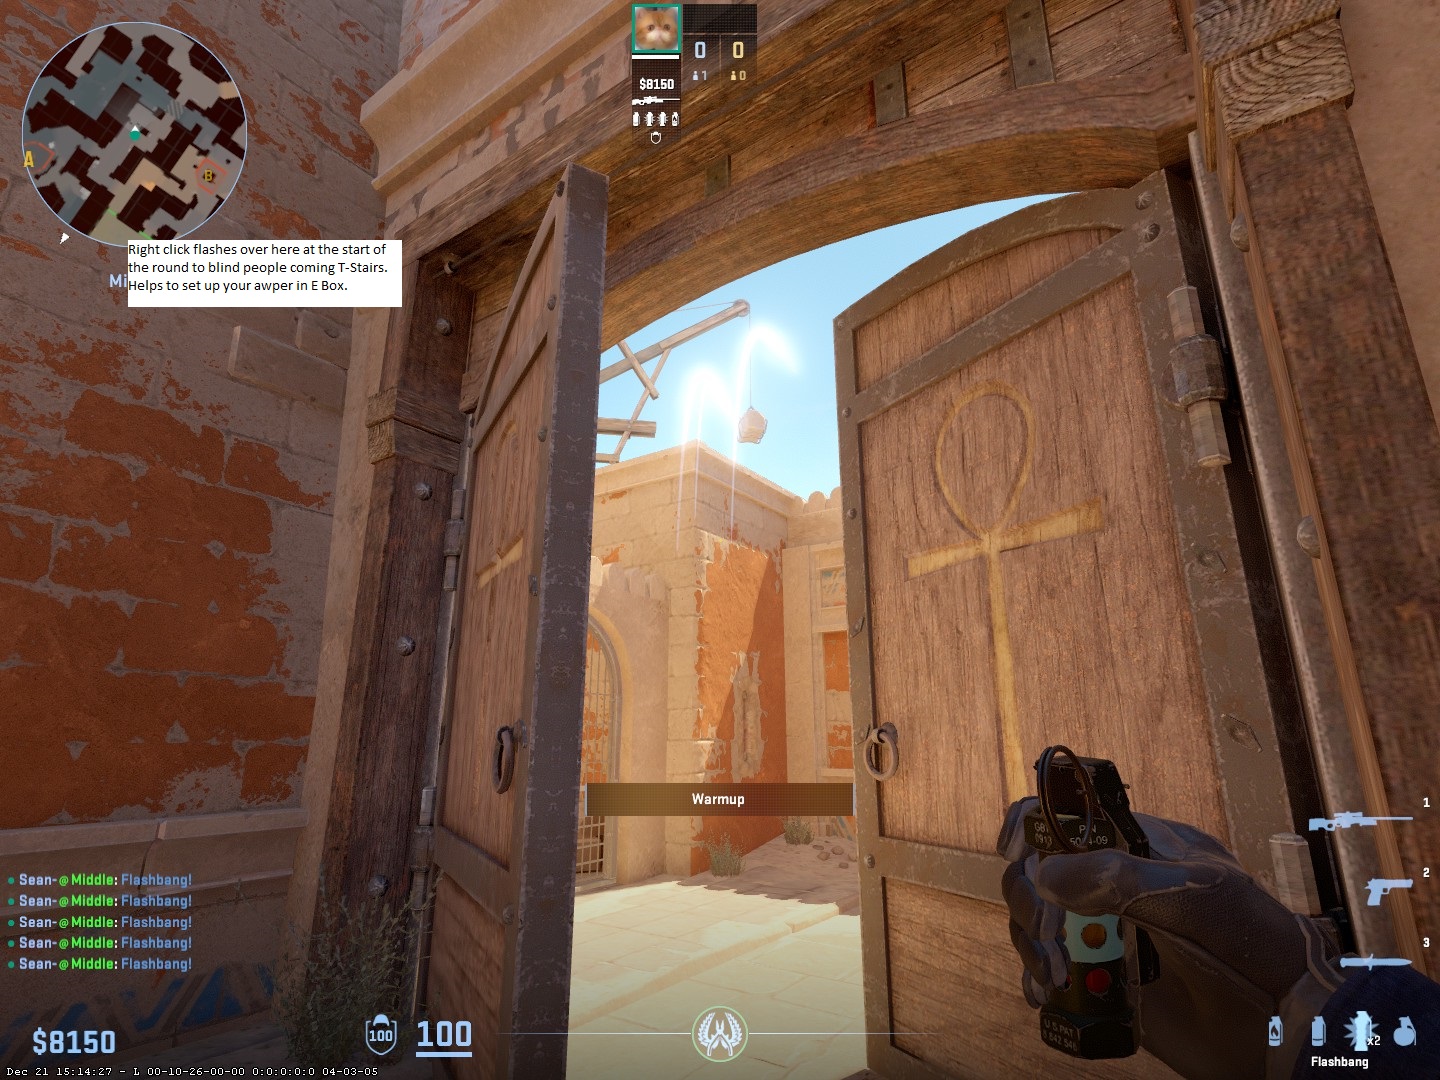 0
0
1
0
$8150
A
B
Right click flashes over here at the start of
the round to blind people coming T-Stairs.
Helps to set up your awper in E Box.
Mi
Warmup
1
2
3
Sean-@Middle: Flashbang!
Sean-@Middle: Flashbang!
Sean-@Middle: Flashbang!
Sean-@Middle: Flashbang!
Sean-@Middle: Flashbang!
$8150
100
100
x2
Flashbang
Dec 21 15:14:27 - L 00-10-26-00-00 0:0:0:0:0 04-03-05